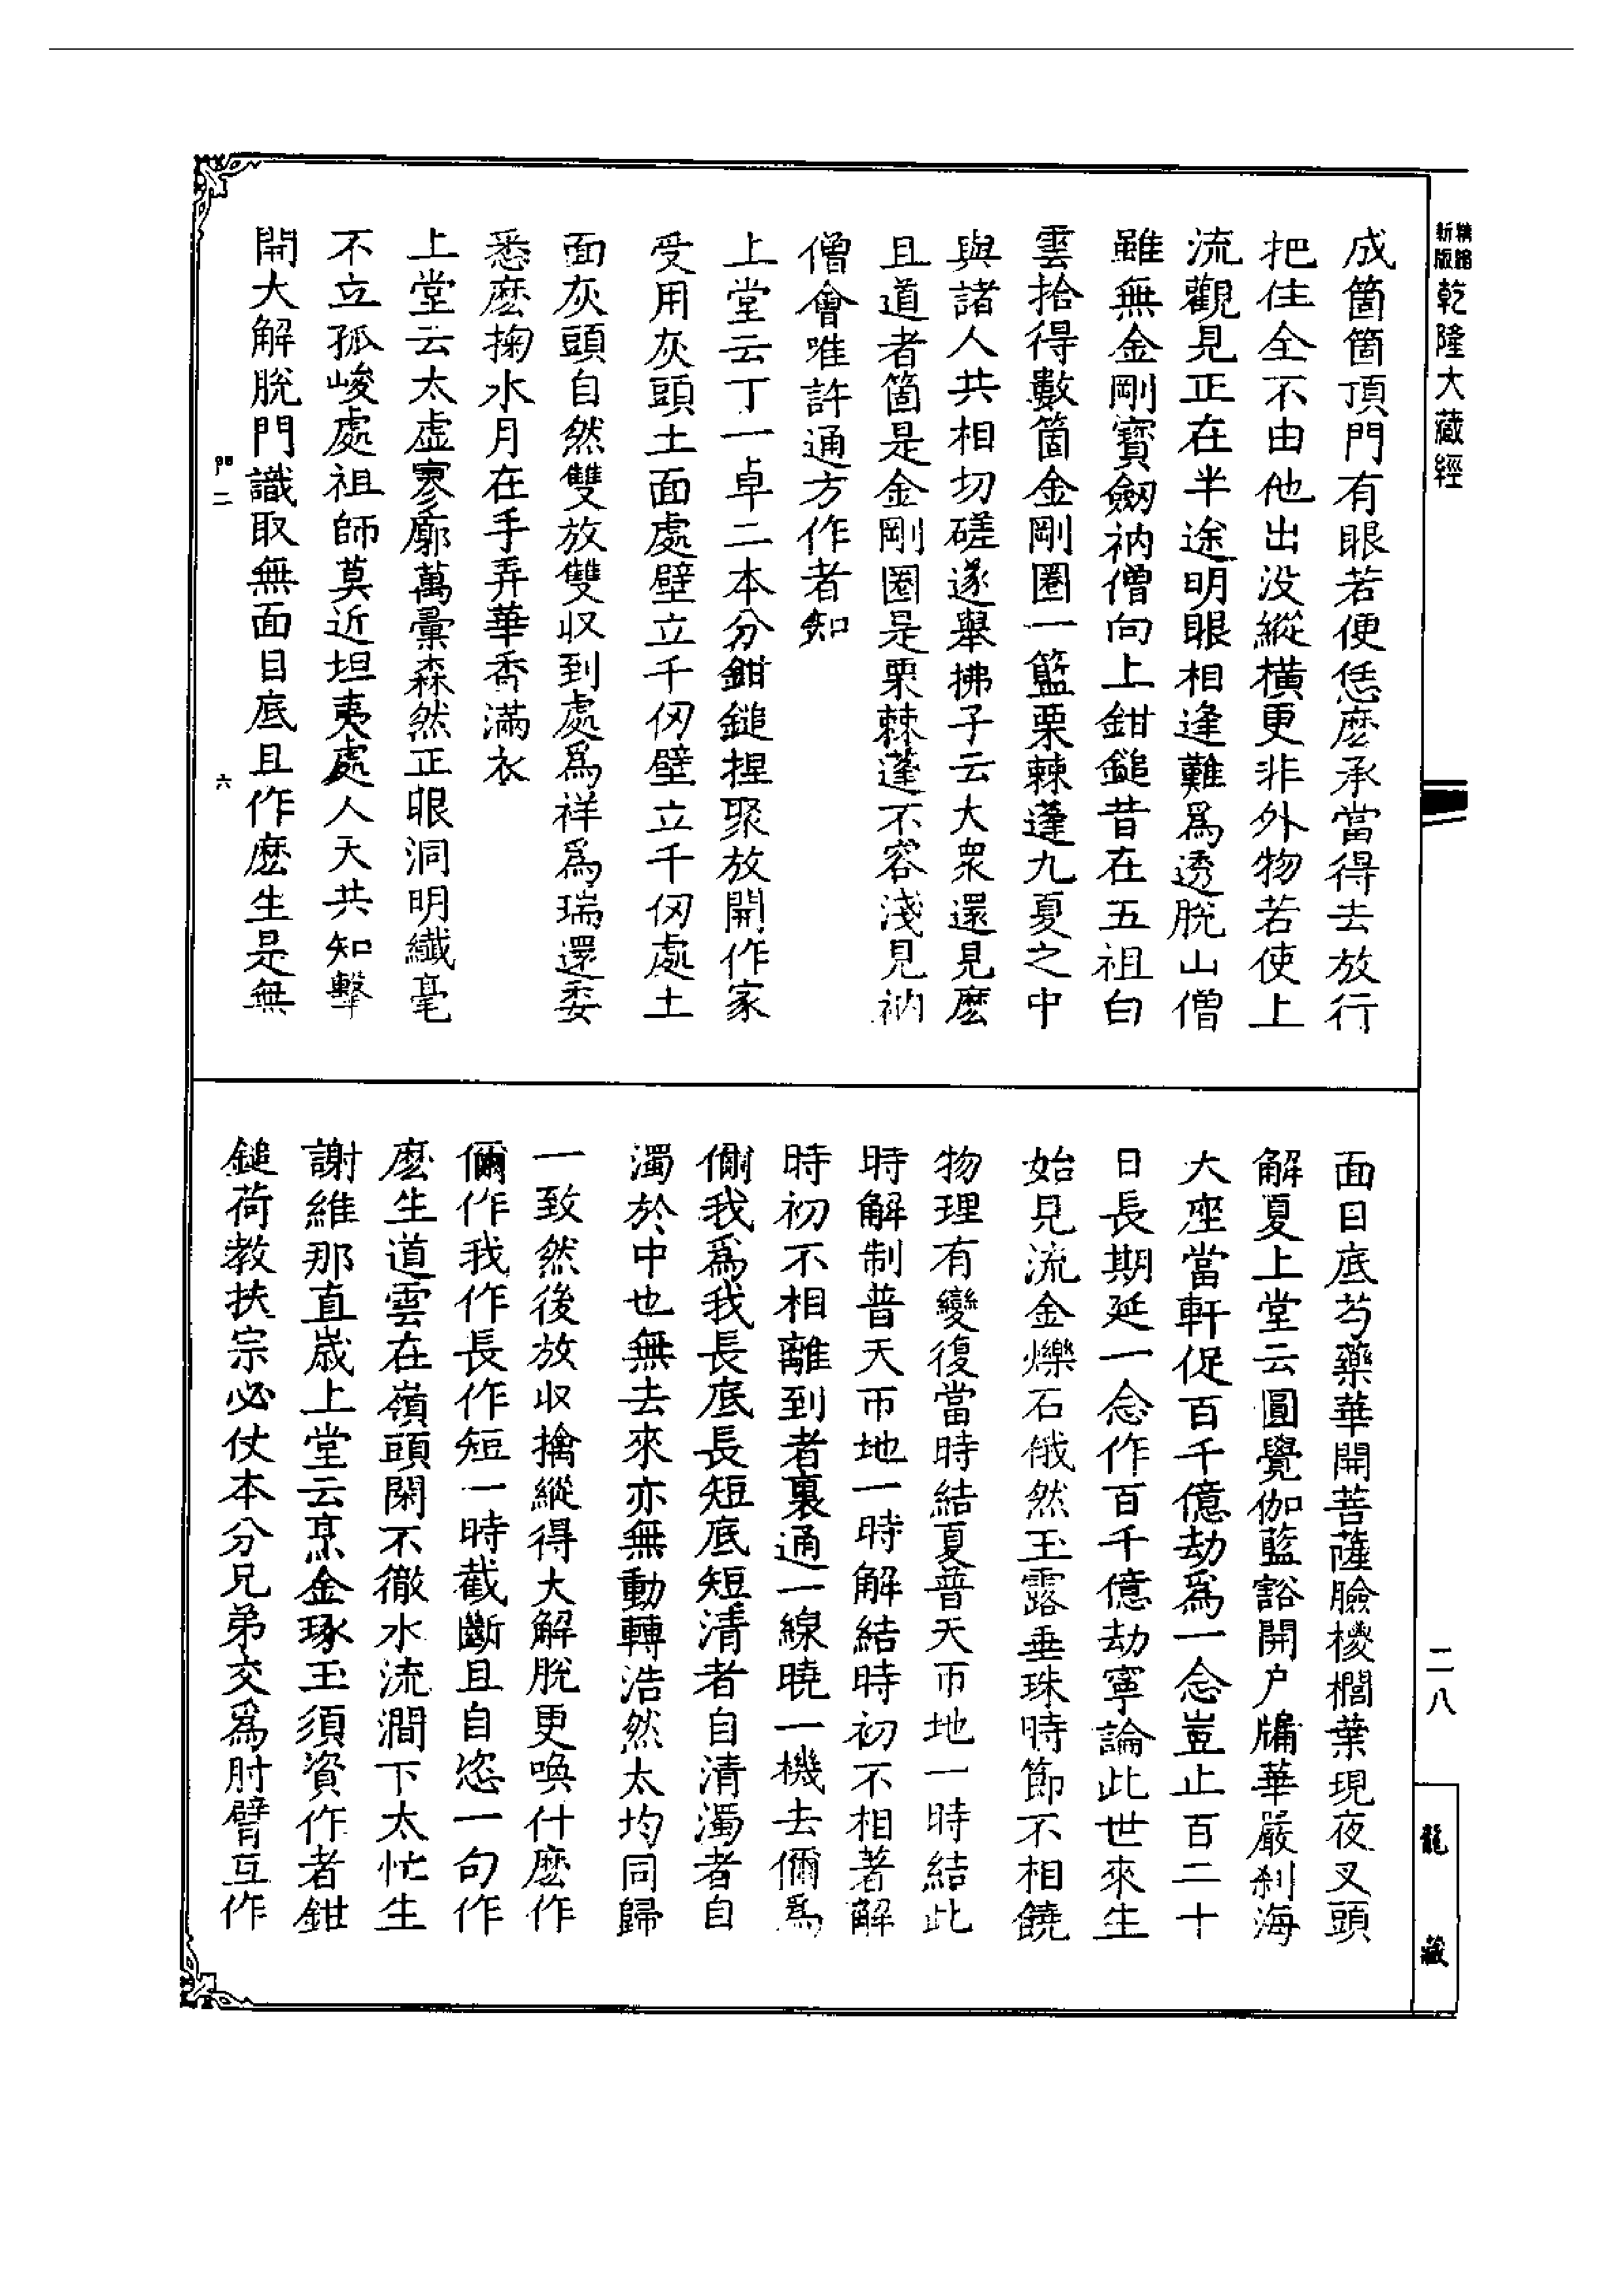 精縮
新版
乾隆大藏經
成箇箇頂門有眼若便恁麽承當得去放行
把住全不由他出没縱橫更非外物若使上
流觀見正在半途明眼相逢難爲透脫山僧
雖無金剛寶劒衲僧向上鉗鎚昔在五祖白
雲拾得數箇金剛圈一籃栗棘蓬九夏之中
與諸人共相切磋遂舉拂子云大衆還見麽
且道者箇是金剛圈是栗棘蓬不容淺見衲
僧會唯許通方作者知
上堂云丁一卓二本分鉗鎚捏聚放開作家
受用灰頭土面處壁立千仞壁立千仞處土
面灰頭自然雙放雙収到處爲祥爲瑞還委
悉麽掬水月在手弄華香滿衣
上堂云太虛寥廓萬彙森然正眼洞明纖毫
不立孤峻處祖師莫近坦夷處人天共知擊
開大解脫門識取無面目底且作麽生是無
二
六
面目底芍藥華開菩薩臉椶櫚葉現夜叉頭
解夏上堂云圓覺伽藍豁開户牖華嚴刹海
大座當軒促百千億劫爲一念豈止百二十
日長期延一念作百千億劫寧論此世來生
始見流金爍石俄然玉露垂珠時節不相饒
物理有變復當時結夏普天帀地一時結此
時解制普天帀地一時解結時初不相著解
時初不相離到者裏通一線曉一機去儞爲
儞我爲我長底長短底短清者自清濁者自
濁於中也無去來亦無動轉浩然太均同歸
一致然後放収擒縱得大解脫更喚什麽作
儞作我作長作短一時截斷且自恣一句作
麽生道雲在嶺頭閑不徹水流澗下太忙生
謝維那直歲上堂云烹金琢玉須資作者鉗
鎚荷教扶宗必仗本分兄弟交爲肘臂互作
二八
龍藏